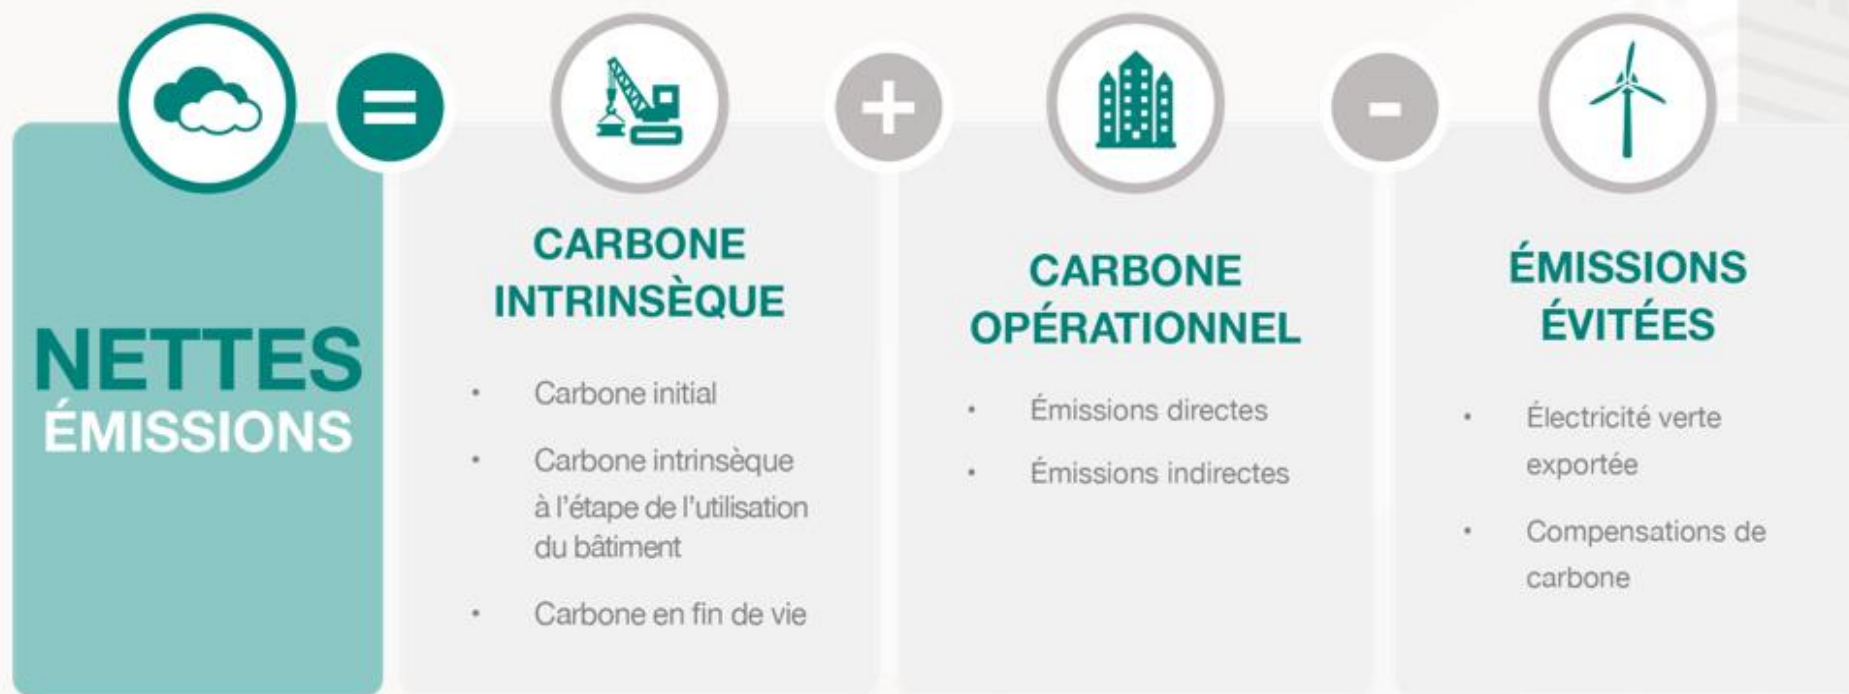 =
+
-
NETTES
ÉMISSIONS
CARBONE
INTRINSÈQUE
• Carbone initial
• Carbone intrinsèque
à l'étape de l'utilisation
du bâtiment
• Carbone en fin de vie
CARBONE
OPÉRATIONNEL
• Émissions directes
• Émissions indirectes
ÉMISSIONS
ÉVITÉES
• Électricité verte
exportée
• Compensations de
carbone